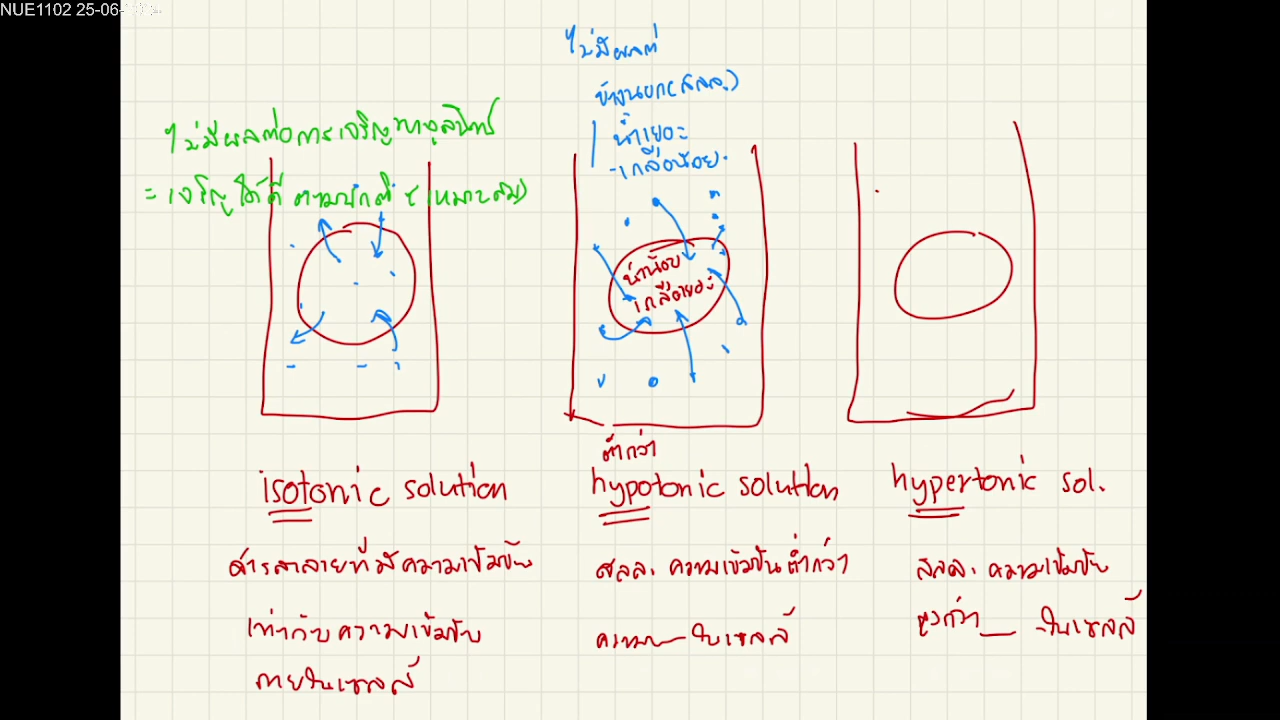 NUE1102 25-06-
ไม่มีผลต่อการเจริญของจุลินทรีย์
= เจริญได้ดี ตามปกติ (เหมาะสม)
ไม่มีผลต่
ข้างนอก(สลล.)
น้ำเยอะ
-เกลือน้อย.
น้ำน้อย
เกลือเยอะ
ต่ำกว่า
isotonic solution
สารละลายที่มีความเข้มข้น
เท่ากับความเข้มข้น
ภายในเซลล์
hypotonic solution
สลล. ความเข้มข้นต่ำกว่า
ความ ในเซลล์
hypertonic sol.
สลล. ความเข้มข้น
สูงกว่า ในเซลล์